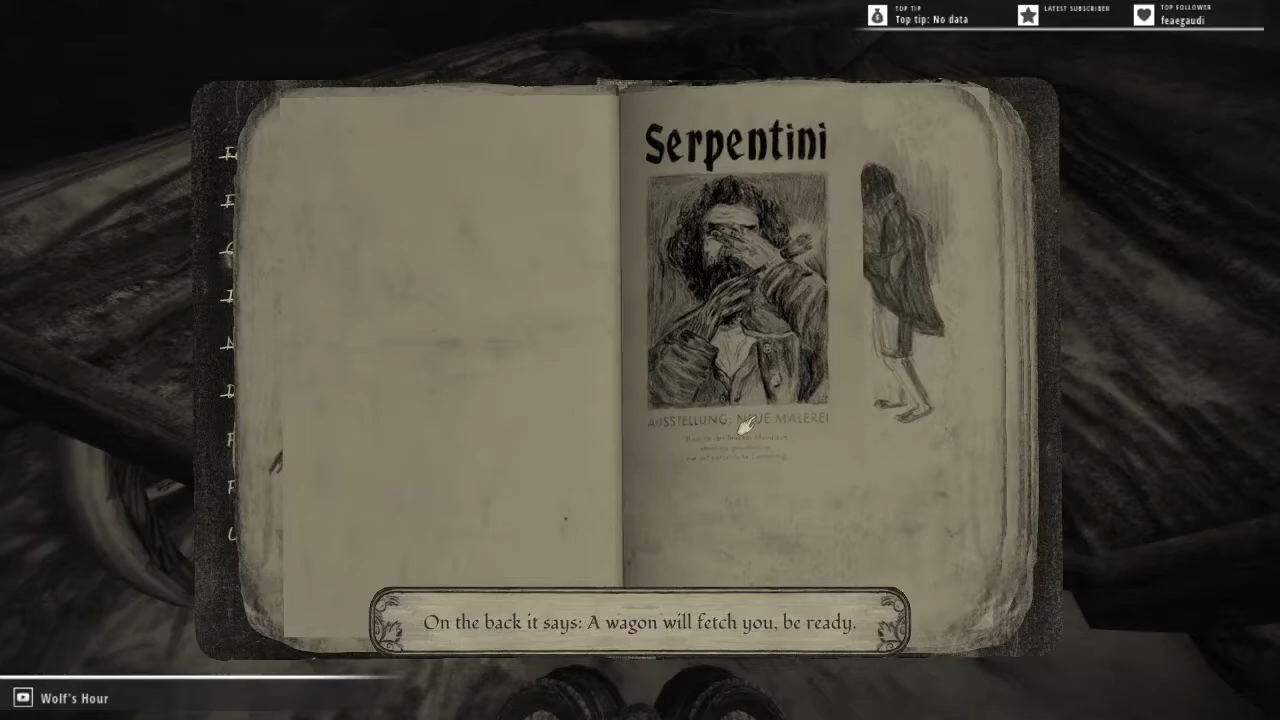 TOP TIP
Top tip: No data
LATEST SUBSCRIBER
TOP FOLLOWER
feaegaudi
Serpentini
AUSSTELLUNG: NEUE MALEREI
On the back it says: A wagon will fetch you, be ready.
Wolf's Hour